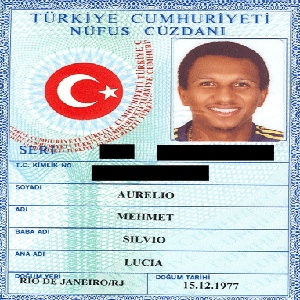 TÜRKİYE CUMHURİYETİ
NÜFUS CÜZDANI
SERİ
T.C. KİMLİK NO
SOYADI
AURELIO
ADI
MEHMET
BABA ADI
SILVIO
ANA ADI
LUCIA
DOĞUM YERİ
DOĞUM TARİHİ
RİO DE JANEIRO/RJ
15.12.1977